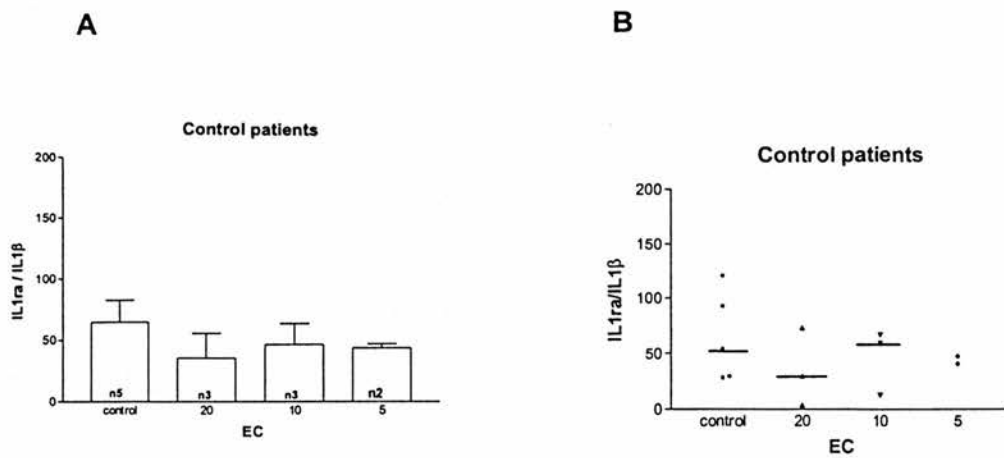 A
Control patients
200
150
100
50
0
IL1ra / IL1β
n5 n3 n3 n2
control 20 10 5
EC
B
Control patients
200
150
100
50
0
IL1ra/IL1β
control 20 10 5
EC